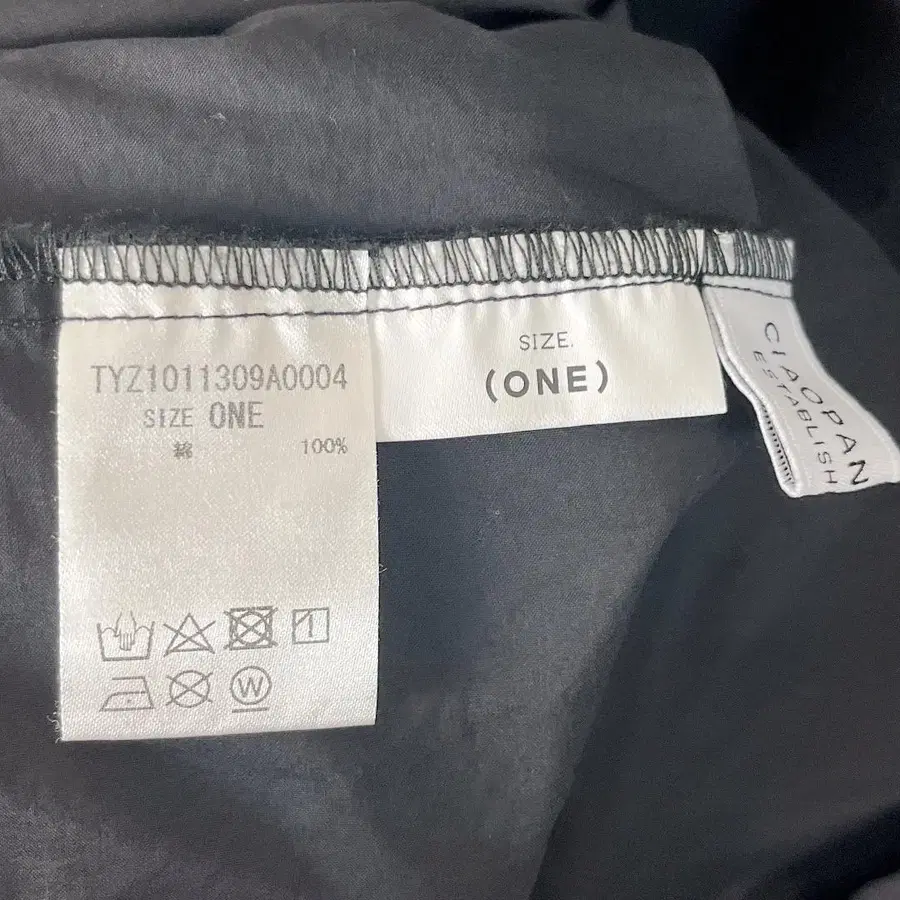 TYZ1011309A0004
SIZE ONE
綿 100%
SIZE.
(ONE)
CIAOPAN
ESTABLISH
W